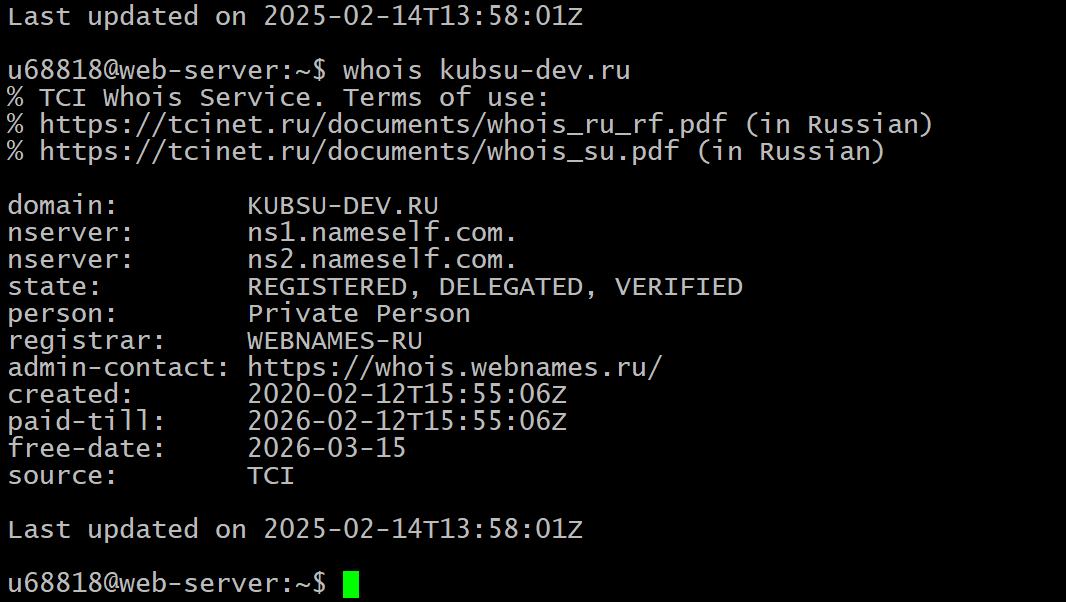 Last updated on 2025-02-14T13:58:01Z
u68818@web-server:~$ whois kubsu-dev.ru
% TCI Whois Service. Terms of use:
% https://tcinet.ru/documents/whois_ru_rf.pdf (in Russian)
% https://tcinet.ru/documents/whois_su.pdf (in Russian)
domain:        KUBSU-DEV.RU
nserver:       ns1.nameself.com.
nserver:       ns2.nameself.com.
state:         REGISTERED, DELEGATED, VERIFIED
person:        Private Person
registrar:     WEBNAMES-RU
admin-contact: https://whois.webnames.ru/
created:       2020-02-12T15:55:06Z
paid-till:     2026-02-12T15:55:06Z
free-date:     2026-03-15
source:        TCI
Last updated on 2025-02-14T13:58:01Z
u68818@web-server:~$